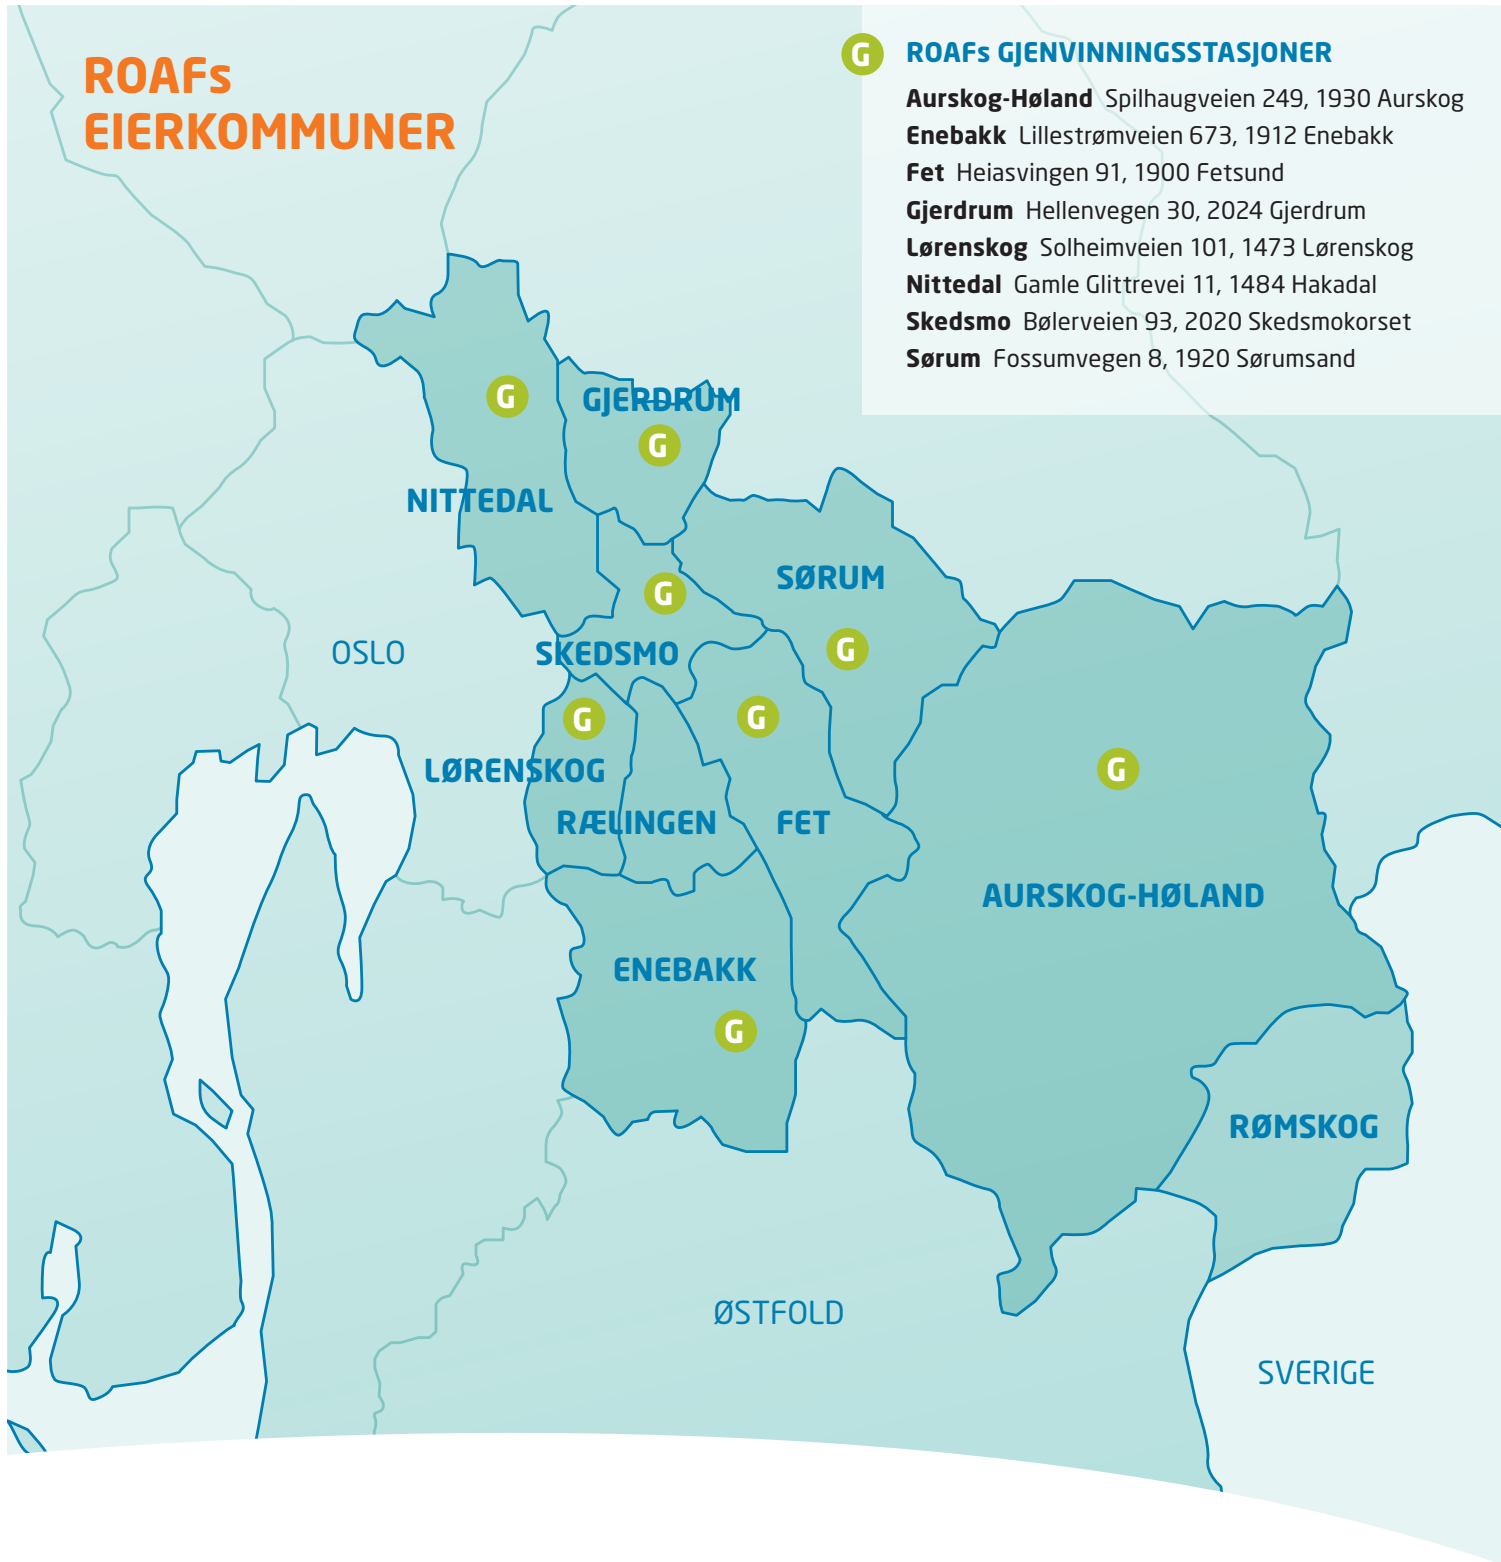 ROAFs
EIERKOMMUNER
G ROAFs GJENVINNINGSSTASJONER
Aurskog-Høland Spilhaugveien 249, 1930 Aurskog
Enebakk Lillestrømveien 673, 1912 Enebakk
Fet Heiasvingen 91, 1900 Fetsund
Gjerdrum Hellenvegen 30, 2024 Gjerdrum
Lørenskog Solheimveien 101, 1473 Lørenskog
Nittedal Gamle Glittrevei 11, 1484 Hakadal
Skedsmo Bølerveien 93, 2020 Skedsmokorset
Sørum Fossumvegen 8, 1920 Sørumsand
G
GJERDRUM
G
NITTEDAL
SØRUM
G
OSLO
SKEDSMO
G
G
G
LØRENSKOG
G
RÆLINGEN
FET
AURSKOG-HØLAND
ENEBAKK
G
RØMSKOG
ØSTFOLD
SVERIGE